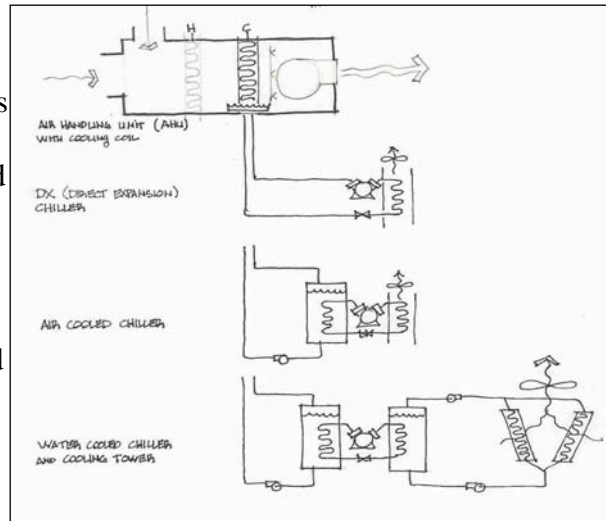 H C
s
AIR HANDLING UNIT (AHU)
WITH COOLING COIL
d
DX (DIRECT EXPANSION)
CHILLER
AIR COOLED CHILLER
d
WATER COOLED CHILLER
AND COOLING TOWER